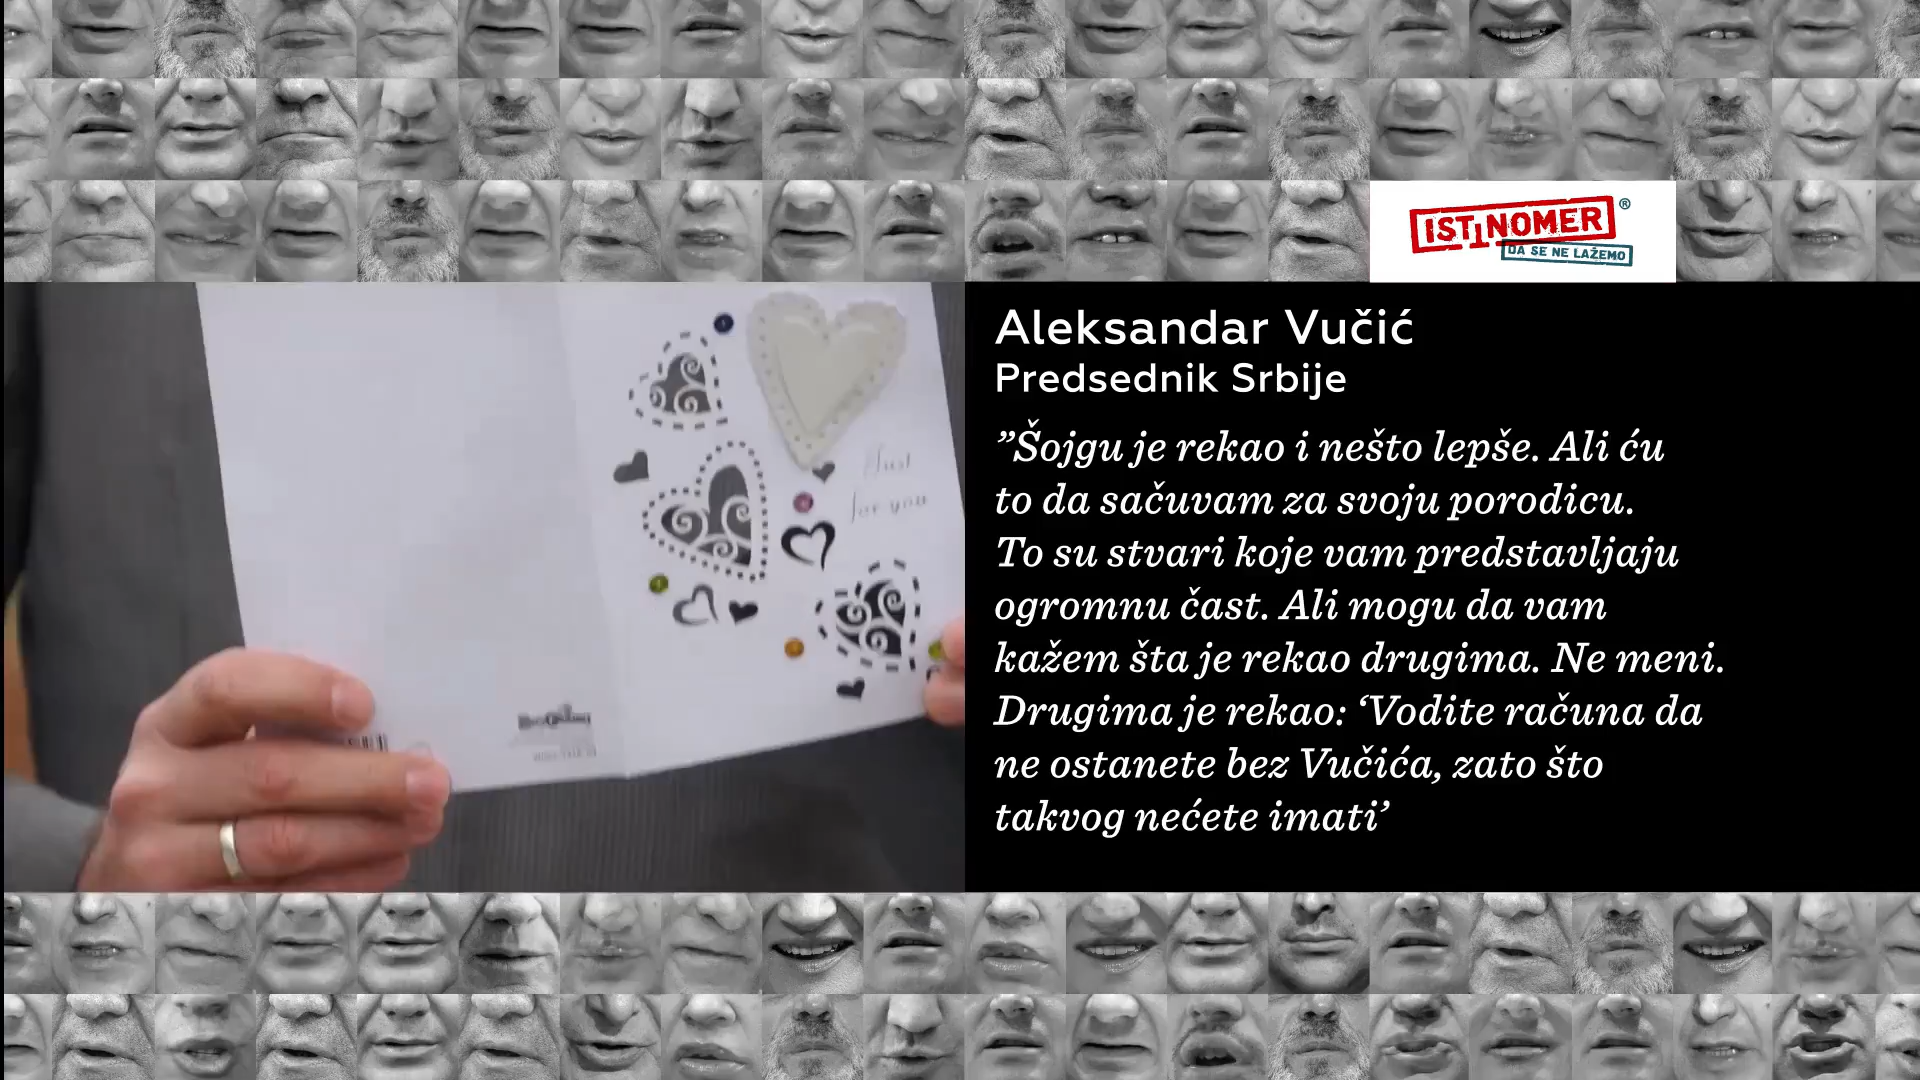 ISTINOMER ®
DA SE NE LAŽEMO
Just
for you
Aleksandar Vučić
Predsednik Srbije
”Šojgu je rekao i nešto lepše. Ali ću
to da sačuvam za svoju porodicu.
To su stvari koje vam predstavljaju
ogromnu čast. Ali mogu da vam
kažem šta je rekao drugima. Ne meni.
Drugima je rekao: ‘Vodite računa da
ne ostanete bez Vučića, zato što
takvog nećete imati’